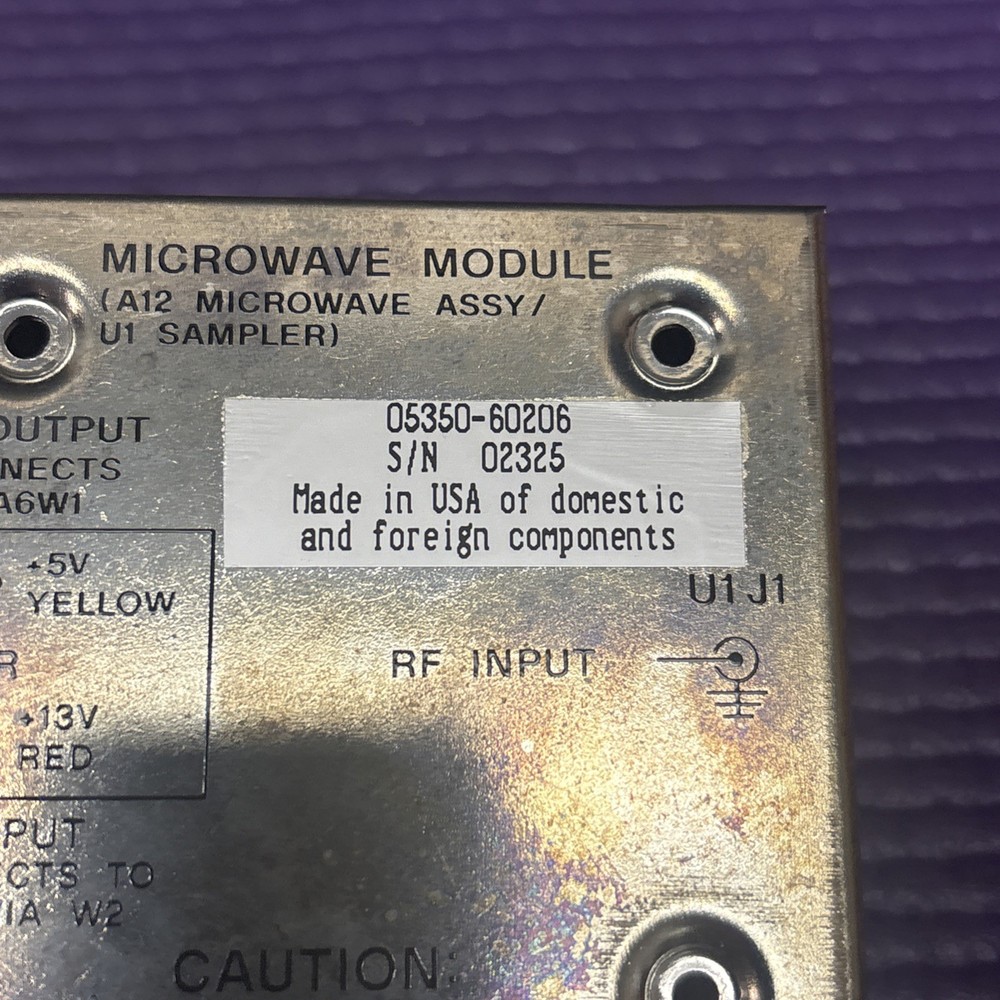 MICROWAVE MODULE
(A12 MICROWAVE ASSY/
U1 SAMPLER)
05350-60206
S/N 02325
Made in USA of domestic
and foreign components
OUTPUT
NECTS
A6W1
+5V
YELLOW
R
+13V
RED
U1J1
RF INPUT
PUT
CTS TO
VIA W2
CAUTION: